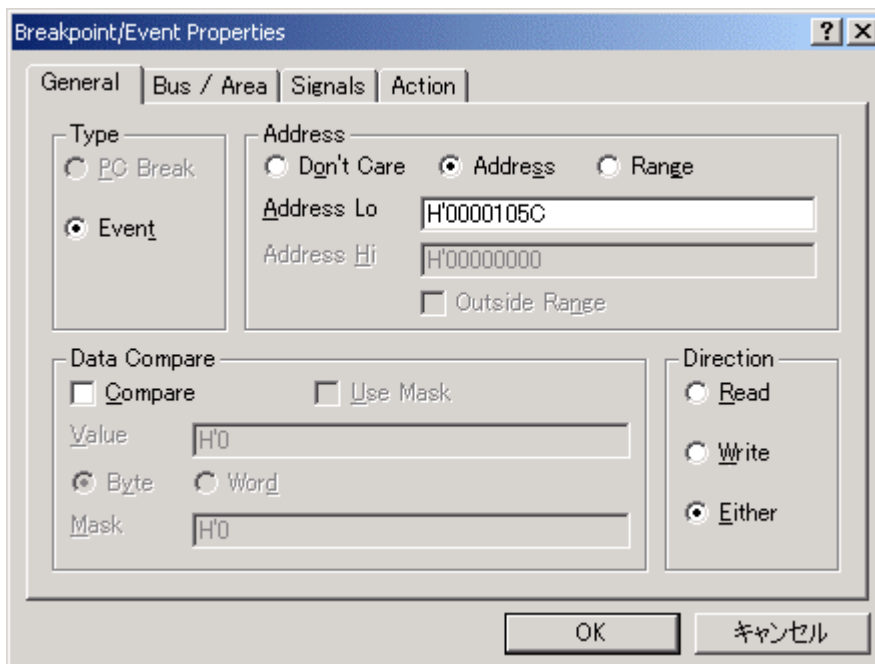 Breakpoint/Event Properties
General Bus / Area Signals Action
Type
PC Break
Event
Address
Don't Care Address Range
Address Lo H'0000105C
Address Hi H'00000000
Outside Range
Data Compare
Compare Use Mask
Value H'0
Byte Word
Mask H'0
Direction
Read
Write
Either
OK キャンセル